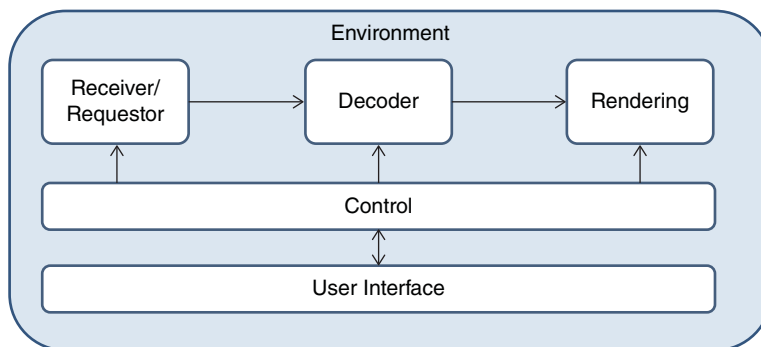 Environment
Receiver/
Requestor
Decoder
Rendering
Control
User Interface